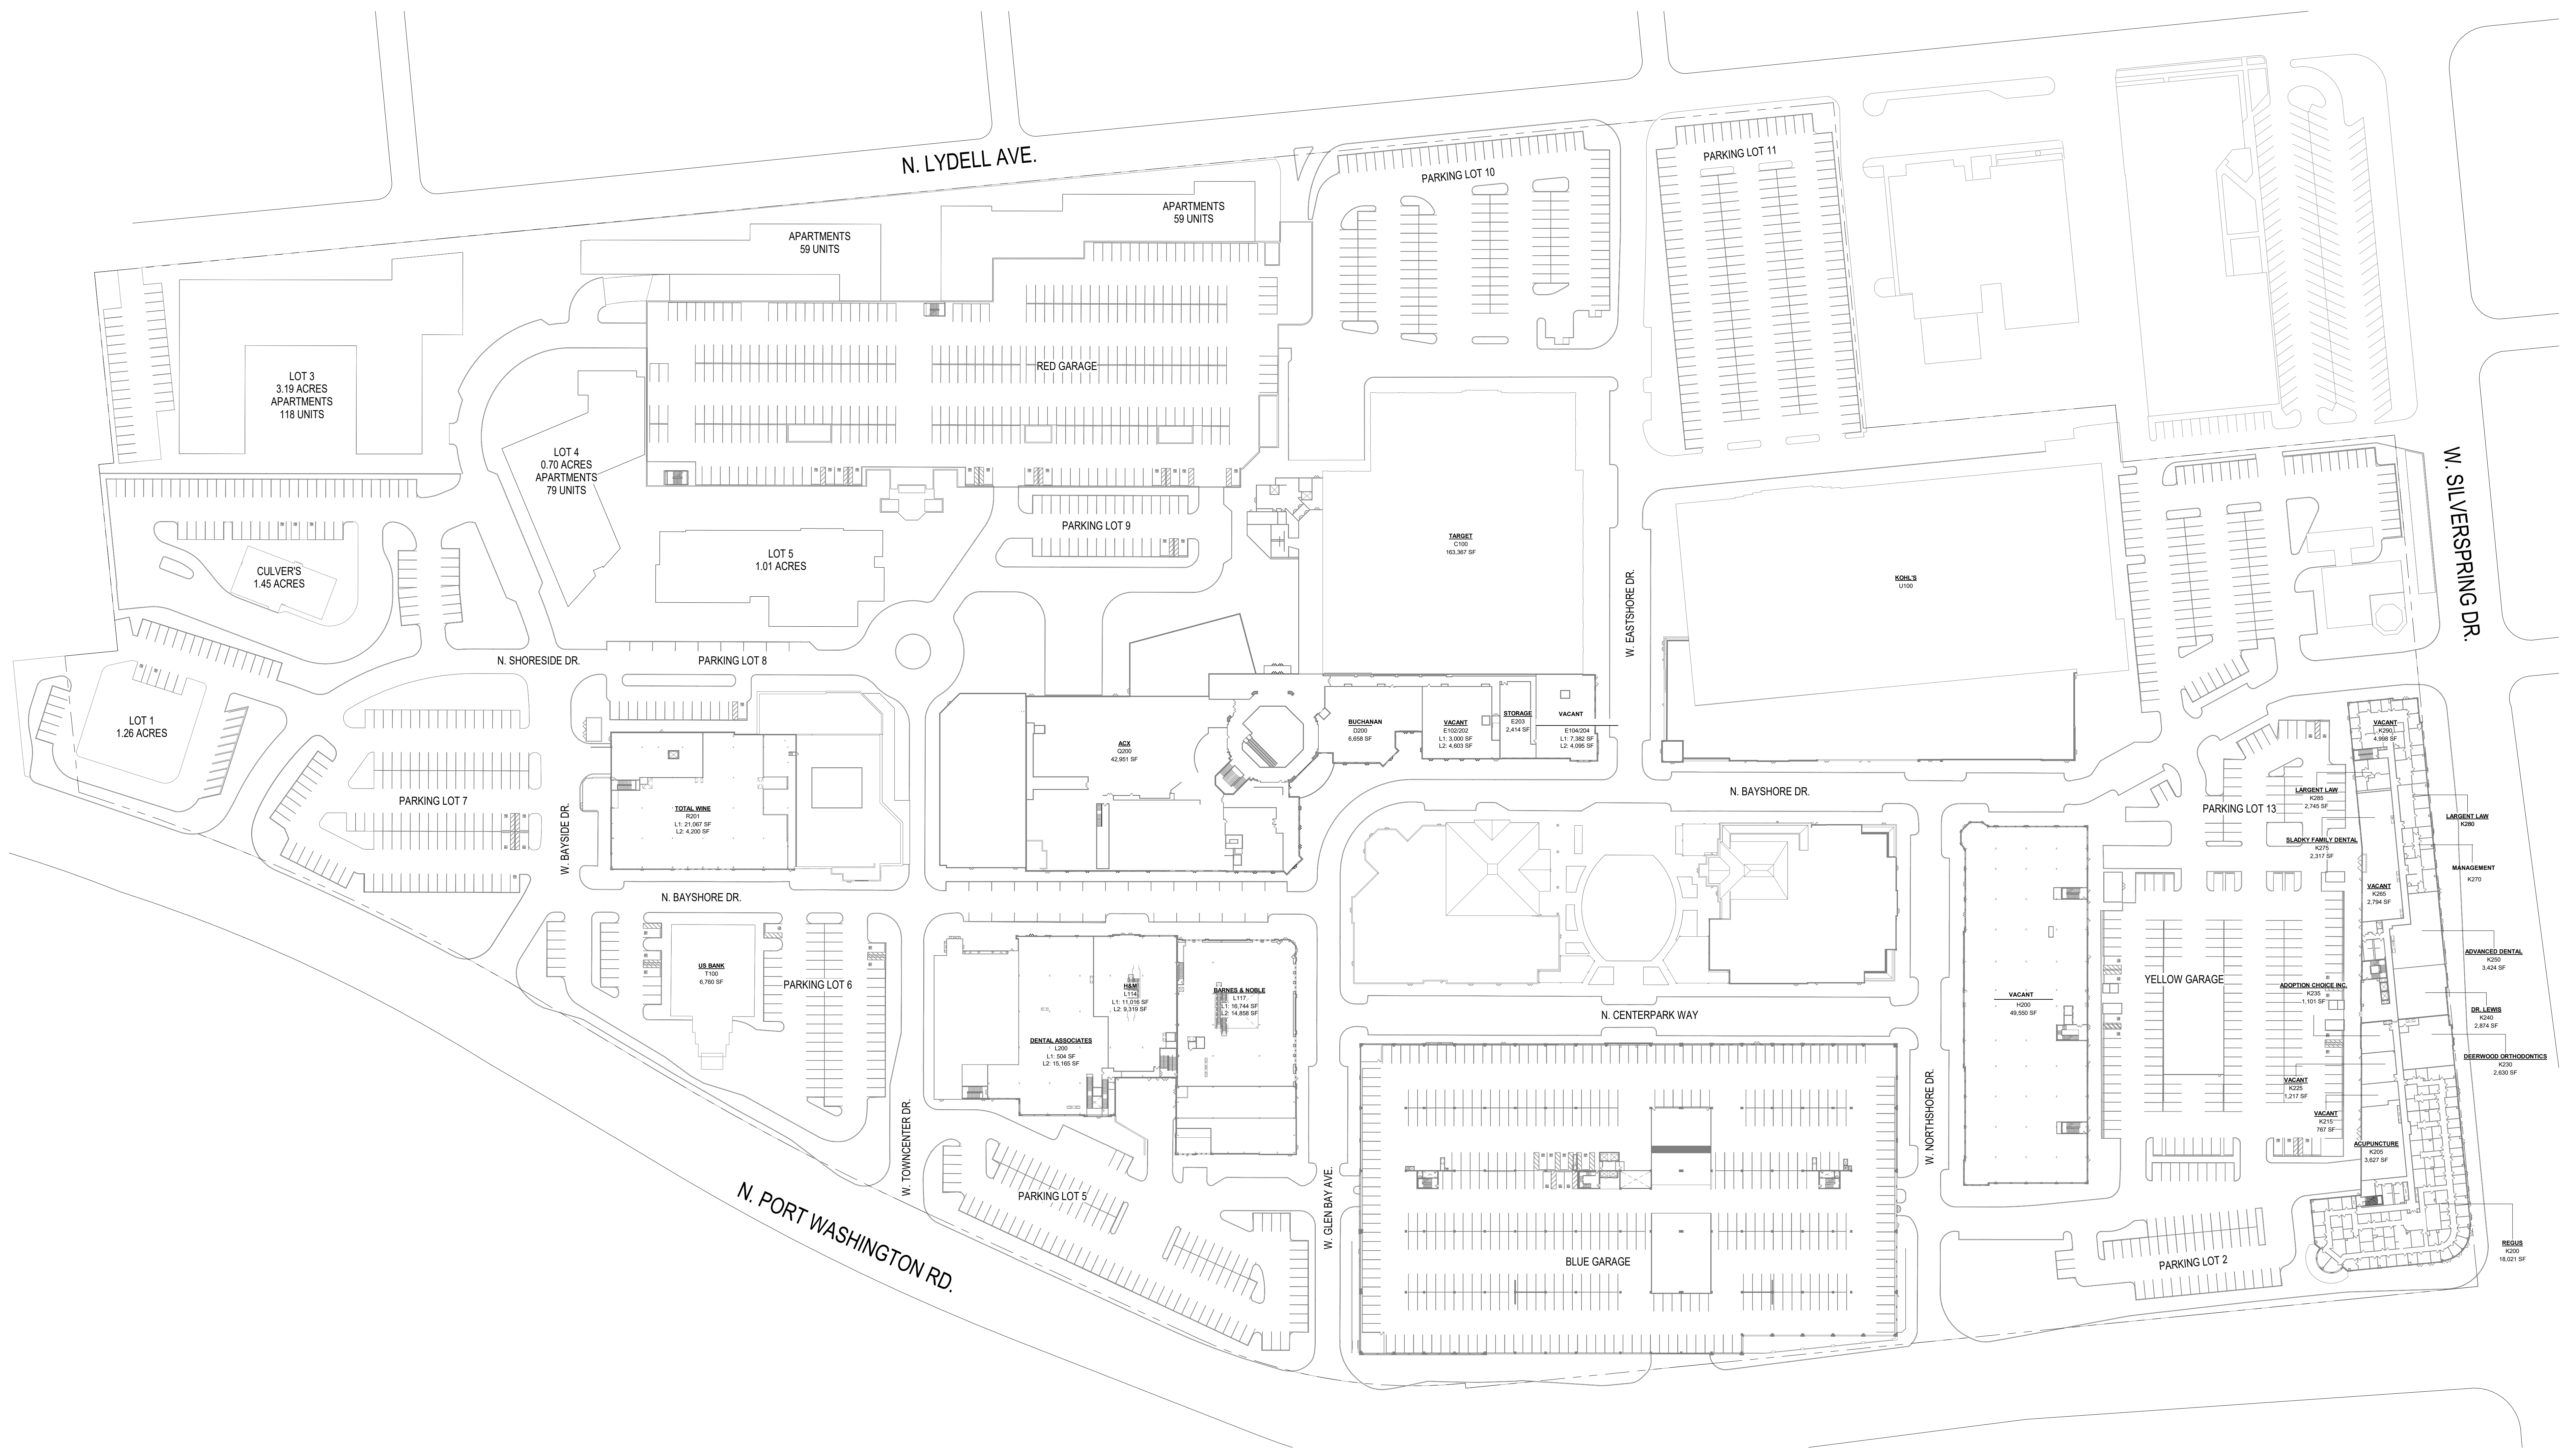 N. LYDELL AVE.
PARKING LOT 10
PARKING LOT 11
APARTMENTS
59 UNITS
APARTMENTS
59 UNITS
RED GARAGE
LOT 3
3.19 ACRES
APARTMENTS
118 UNITS
LOT 4
0.70 ACRES
APARTMENTS
79 UNITS
PARKING LOT 9
LOT 5
1.01 ACRES
CULVER'S
1.45 ACRES
TARGET
C100
163,367 SF
KOHL'S
U100
W. EASTSHORE DR.
W. SILVERSPRING DR.
N. SHORESIDE DR.
PARKING LOT 8
LOT 1
1.26 ACRES
PARKING LOT 7
W. BAYSIDE DR.
TOTAL WINE
R201
L1: 21,067 SF
L2: 4,200 SF
ACX
Q200
42,951 SF
BUCHANAN
D200
6,658 SF
VACANT
E102/202
L1: 3,000 SF
L2: 4,603 SF
STORAGE
E203
2,414 SF
VACANT
E104/204
L1: 7,382 SF
L2: 4,095 SF
N. BAYSHORE DR.
N. BAYSHORE DR.
VACANT
K290
4,998 SF
LARGENT LAW
K285
2,745 SF
PARKING LOT 13
LARGENT LAW
K280
SLADKY FAMILY DENTAL
K275
2,317 SF
MANAGEMENT
K270
VACANT
K265
2,794 SF
ADVANCED DENTAL
K250
3,424 SF
YELLOW GARAGE
ADOPTION CHOICE INC.
K235
1,101 SF
DR. LEWIS
K240
2,874 SF
DEERWOOD ORTHODONTICS
K230
2,630 SF
VACANT
K225
1,217 SF
VACANT
K215
767 SF
ACUPUNCTURE
K205
3,627 SF
REGUS
K200
18,021 SF
PARKING LOT 2
VACANT
H200
49,550 SF
W. NORTHSHORE DR.
N. CENTERPARK WAY
BLUE GARAGE
W. GLEN BAY AVE.
US BANK
T100
6,760 SF
PARKING LOT 6
W. TOWNCENTER DR.
H&M
L114
L1: 11,016 SF
L2: 9,319 SF
BARNES & NOBLE
L117
L1: 16,744 SF
L2: 14,858 SF
DENTAL ASSOCIATES
L200
L1: 504 SF
L2: 15,165 SF
PARKING LOT 5
N. PORT WASHINGTON RD.